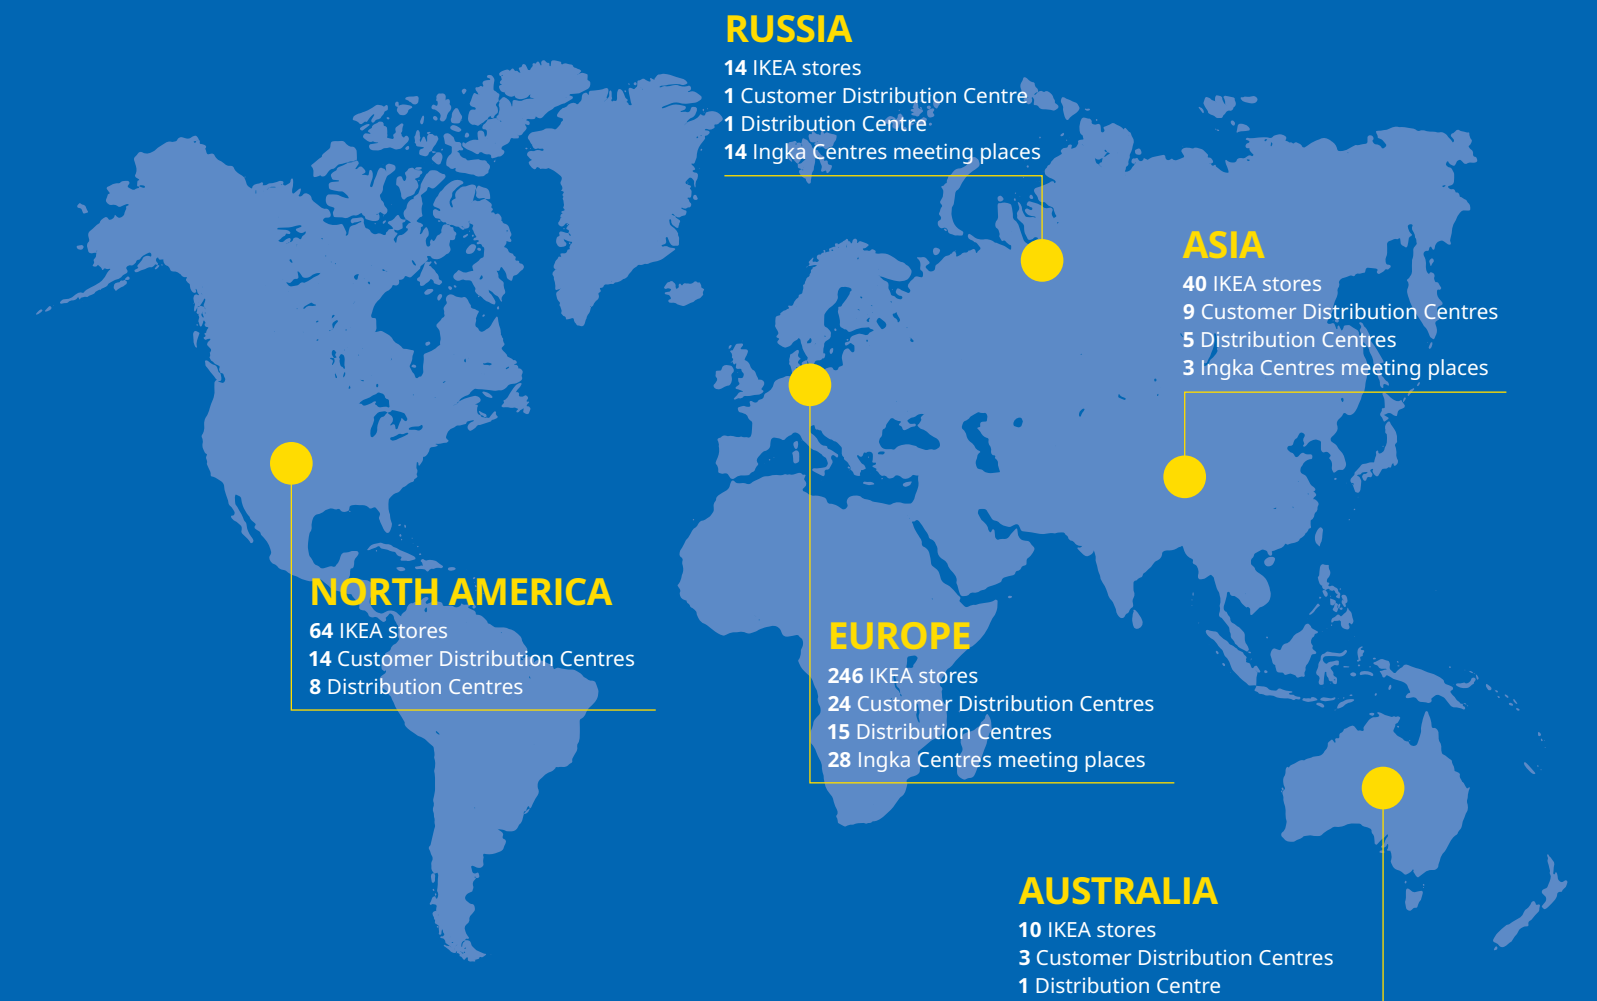 RUSSIA
14 IKEA stores
1 Customer Distribution Centre
1 Distribution Centre
14 Ingka Centres meeting places
ASIA
40 IKEA stores
9 Customer Distribution Centres
5 Distribution Centres
3 Ingka Centres meeting places
NORTH AMERICA
64 IKEA stores
14 Customer Distribution Centres
8 Distribution Centres
EUROPE
246 IKEA stores
24 Customer Distribution Centres
15 Distribution Centres
28 Ingka Centres meeting places
AUSTRALIA
10 IKEA stores
3 Customer Distribution Centres
1 Distribution Centre